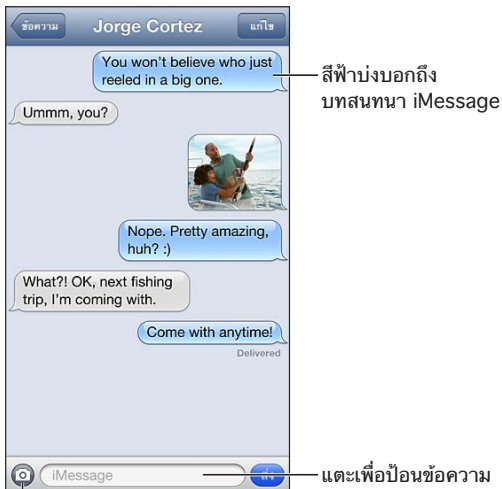 ข้อความ Jorge Cortez แก้ไข
You won't believe who just
reeled in a big one.
สีฟ้าบ่งบอกถึง
บทสนทนา iMessage
Ummm, you?
Nope. Pretty amazing,
huh? :)
What?! OK, next fishing
trip, I'm coming with.
Come with anytime!
Delivered
iMessage ส่ง
แตะเพื่อป้อนข้อความ